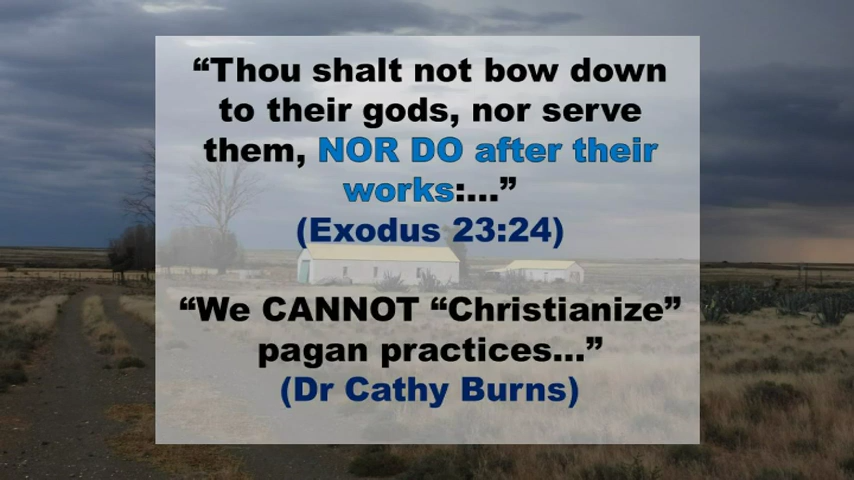 “Thou shalt not bow down
to their gods, nor serve
them, NOR DO after their
works:...”
(Exodus 23:24)
“We CANNOT “Christianize”
pagan practices...”
(Dr Cathy Burns)